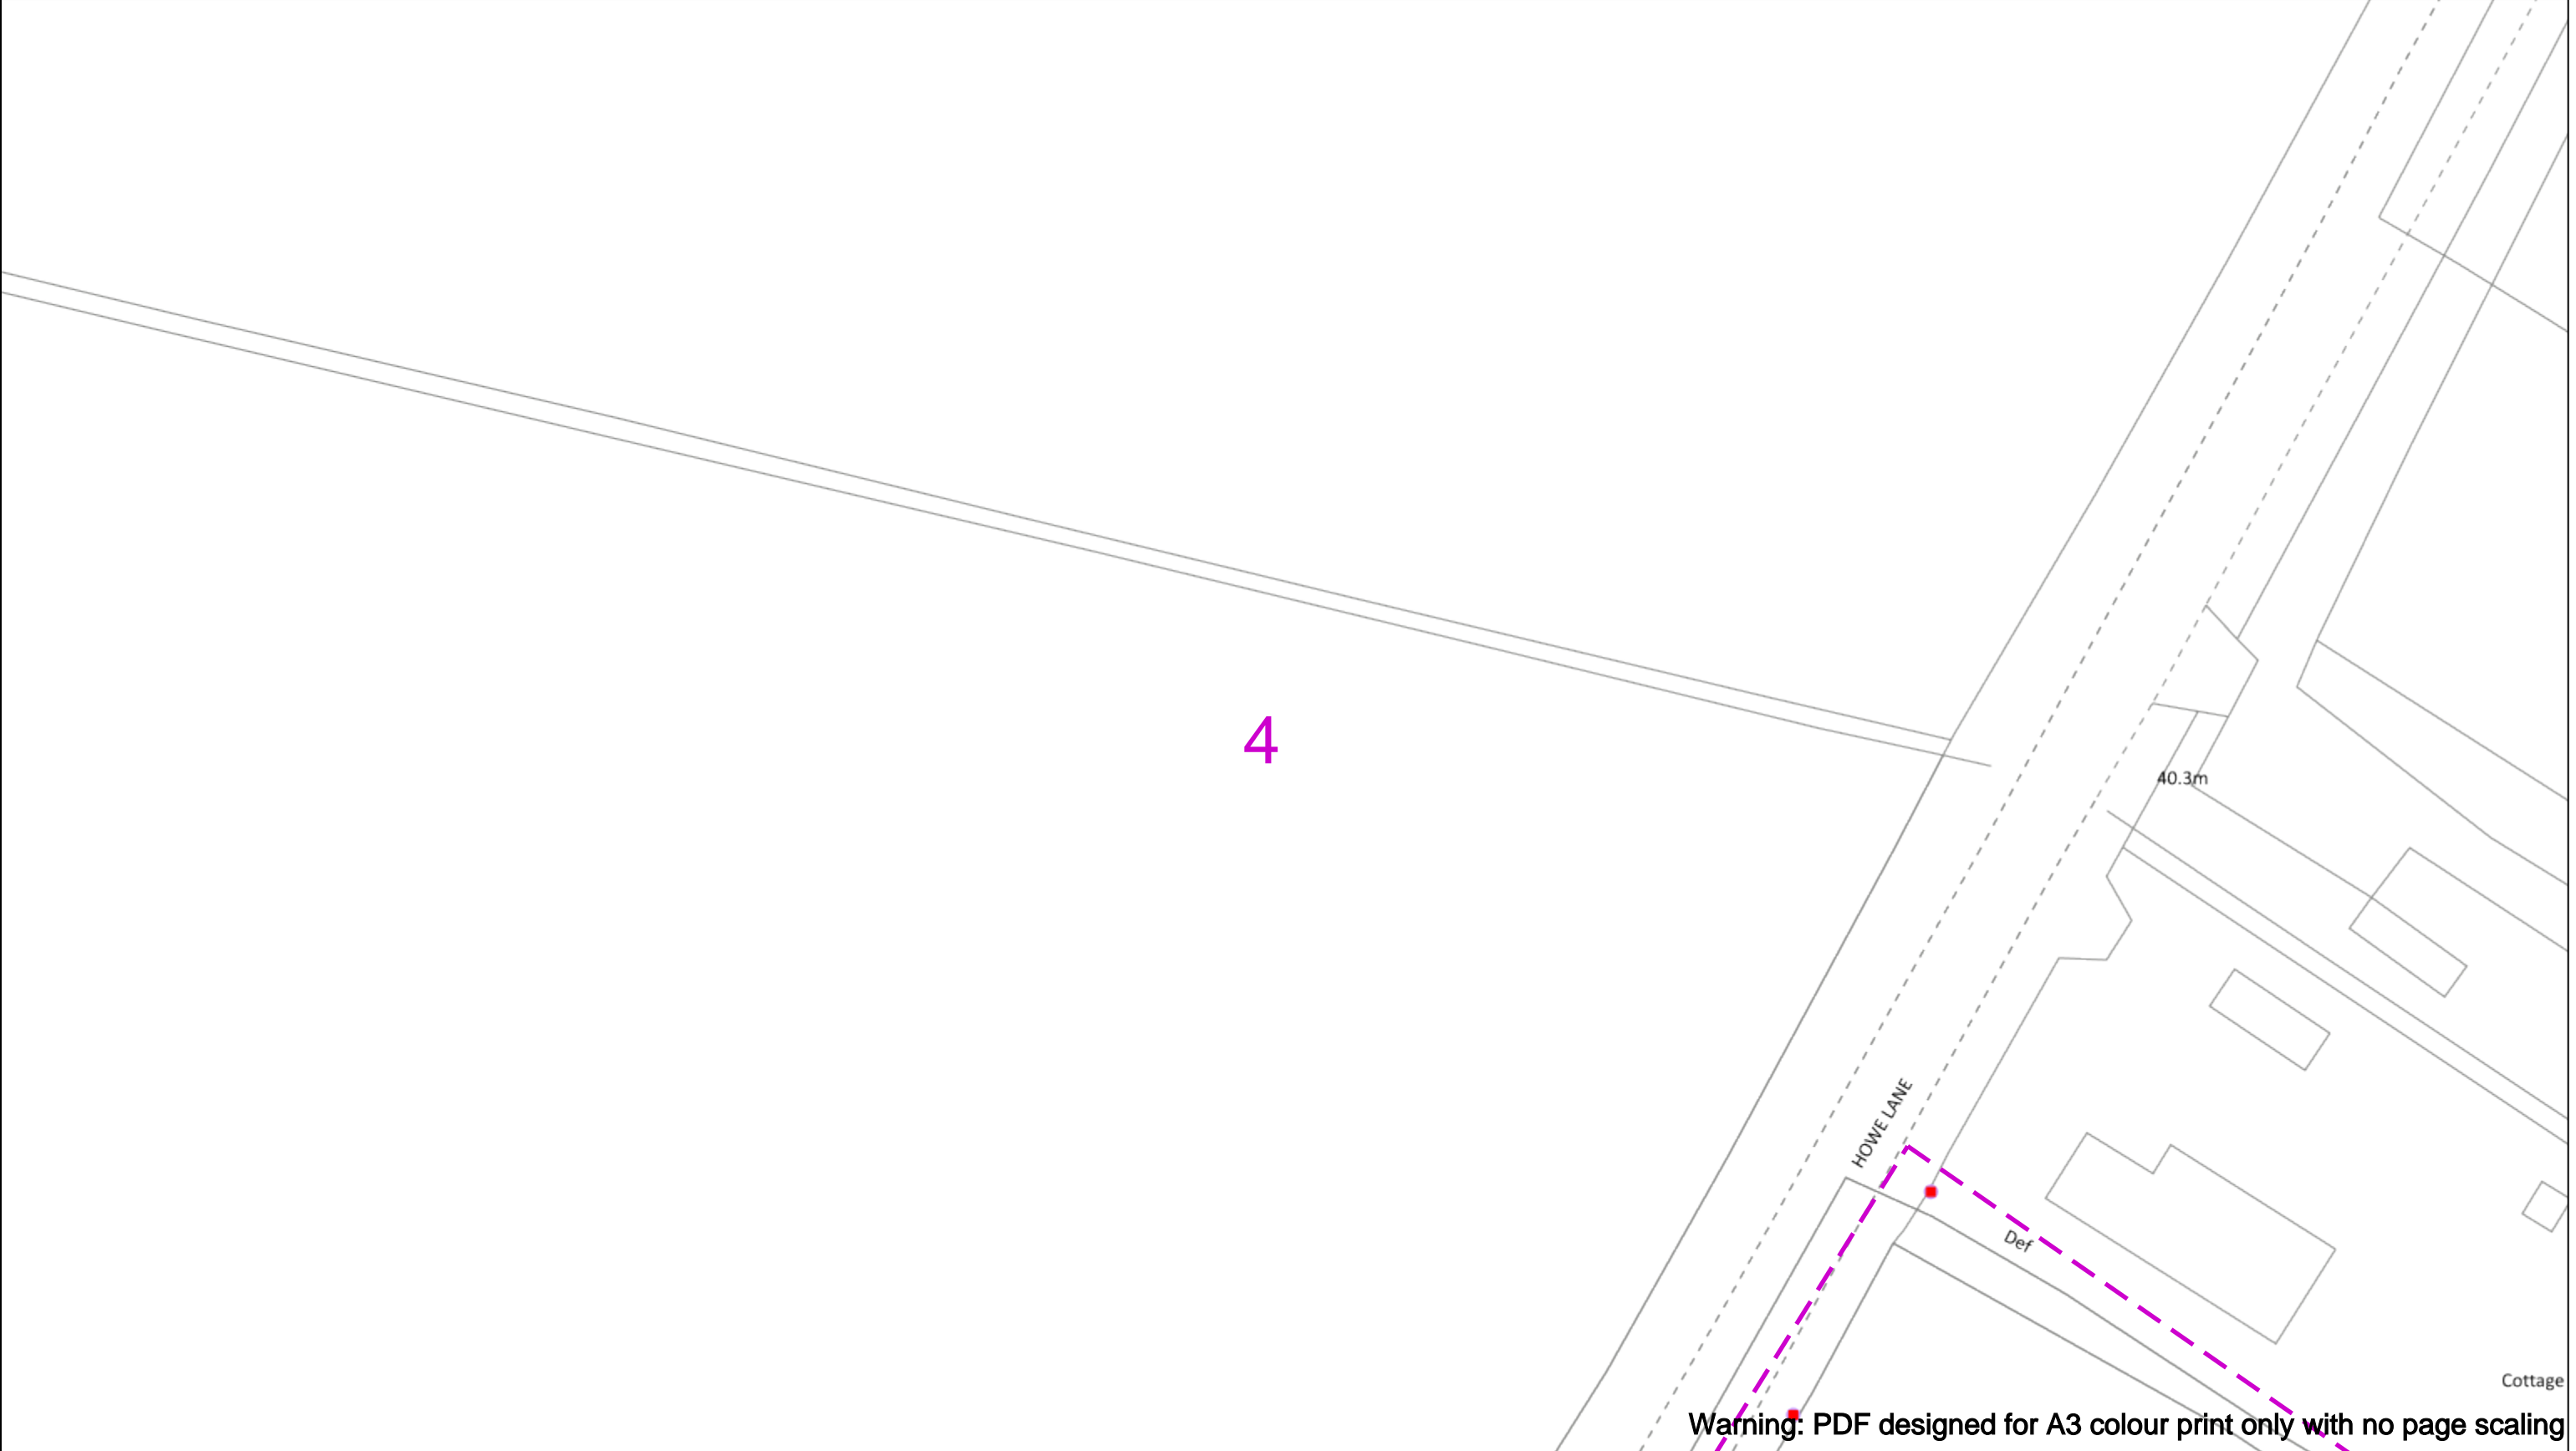 4
40.3m
HOWE LANE
Def
Cottage
Warning: PDF designed for A3 colour print only with no page scaling